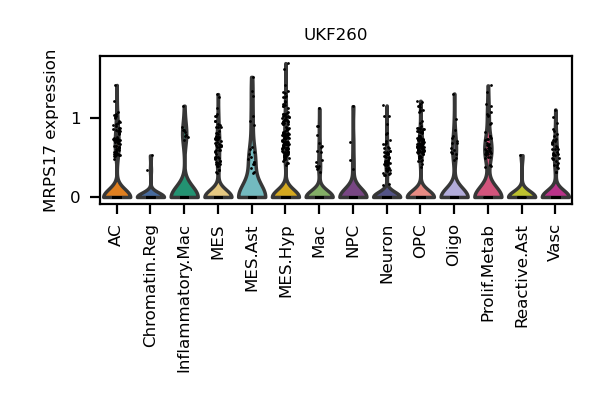 UKF260
MRPS17 expression
1
0
AC
Chromatin.Reg
Inflammatory.Mac
MES
MES.Ast
MES.Hyp
Mac
NPC
Neuron
OPC
Oligo
Prolif.Metab
Reactive.Ast
Vasc